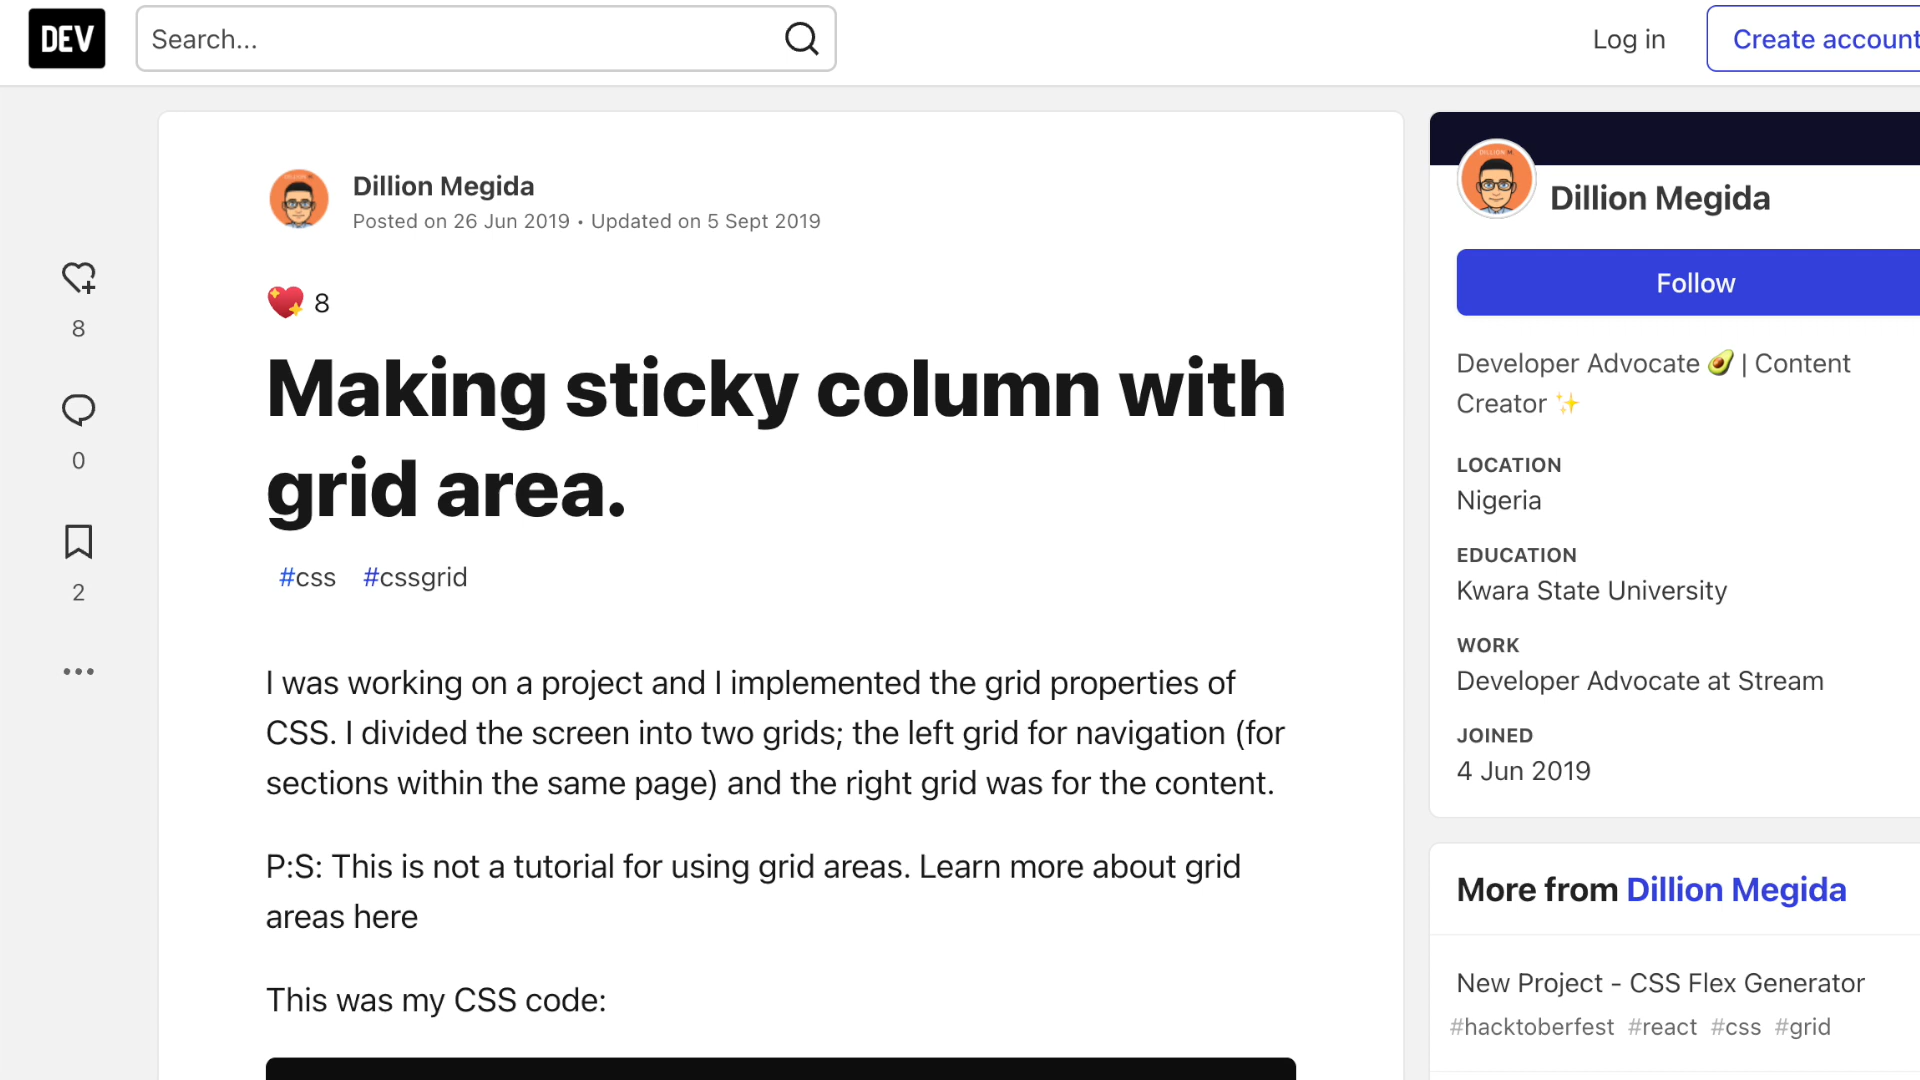 DEV
Search...
Log in
Create account
Dillion Megida
Posted on 26 Jun 2019 • Updated on 5 Sept 2019
8
8
0
2
Making sticky column with
grid area.
#css #cssgrid
I was working on a project and I implemented the grid properties of
CSS. I divided the screen into two grids; the left grid for navigation (for
sections within the same page) and the right grid was for the content.
P:S: This is not a tutorial for using grid areas. Learn more about grid
areas here
This was my CSS code:
Dillion Megida
Follow
Developer Advocate 🥑 | Content
Creator ✨
LOCATION
Nigeria
EDUCATION
Kwara State University
WORK
Developer Advocate at Stream
JOINED
4 Jun 2019
More from Dillion Megida
New Project - CSS Flex Generator
#hacktoberfest #react #css #grid